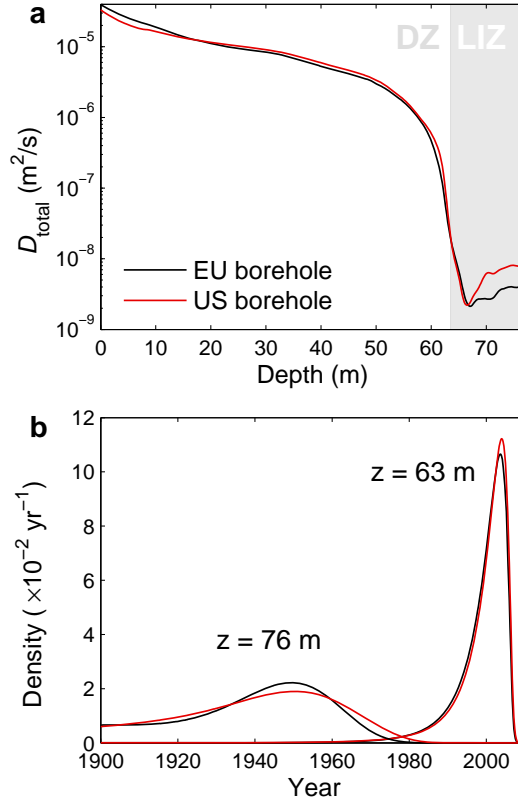 a
DZ LIZ
10⁻⁵
10⁻⁶
10⁻⁷
10⁻⁸
10⁻⁹
D_total (m²/s)
EU borehole
US borehole
0 10 20 30 40 50 60 70
Depth (m)
b
12
10
8
6
4
2
0
Density (×10⁻² yr⁻¹)
z = 63 m
z = 76 m
1900 1920 1940 1960 1980 2000
Year